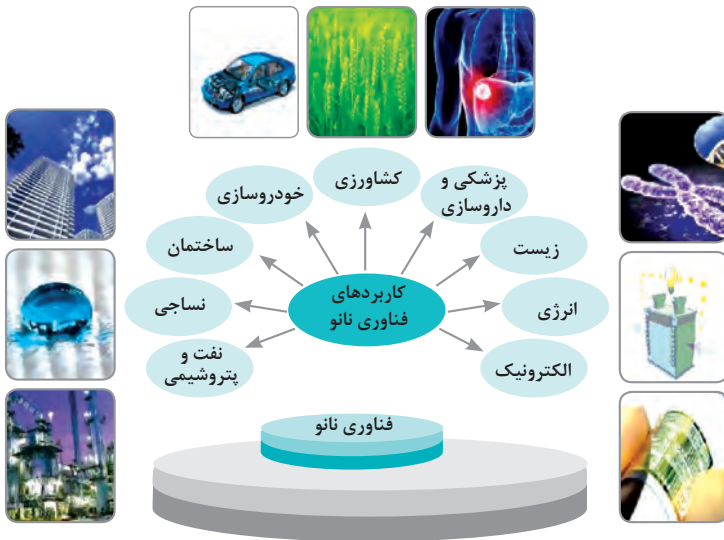 کشاورزی
پزشکی و
داروسازی
خودروسازی
زیست
ساختمان
انرژی
کاربردهای
فناوری نانو
نساجی
الکترونیک
نفت و
پتروشیمی
فناوری نانو